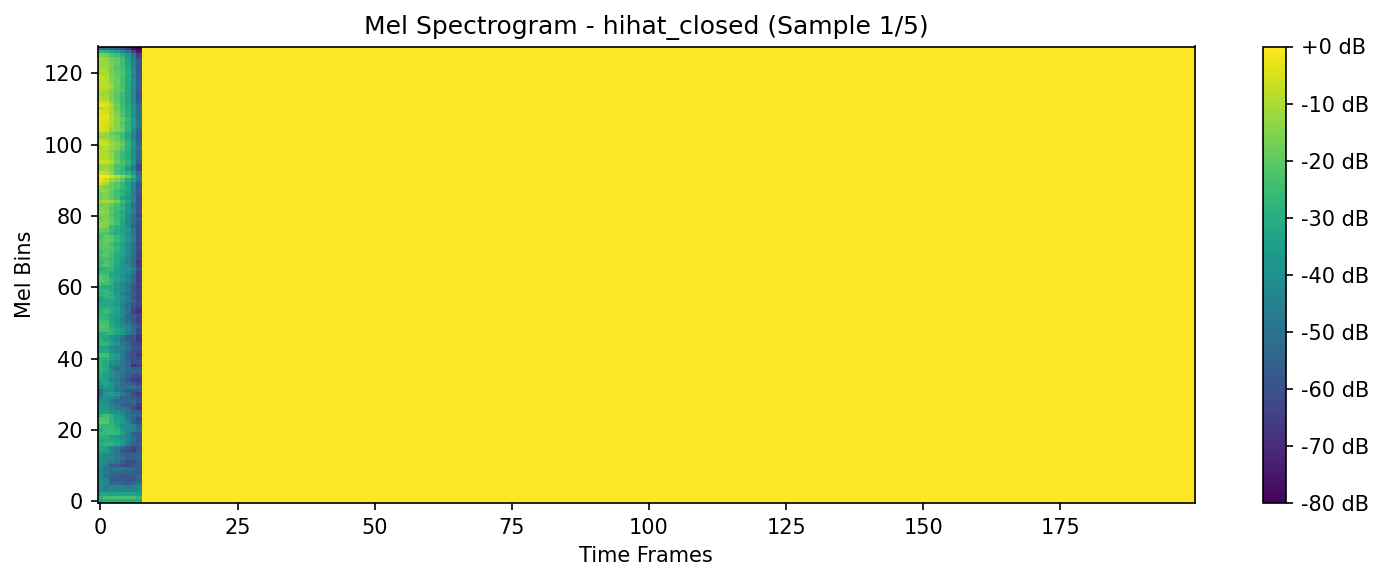 Mel Spectrogram - hihat_closed (Sample 1/5)
Mel Bins
120
100
80
60
40
20
0
0 25 50 75 100 125 150 175
Time Frames
+0 dB
-10 dB
-20 dB
-30 dB
-40 dB
-50 dB
-60 dB
-70 dB
-80 dB